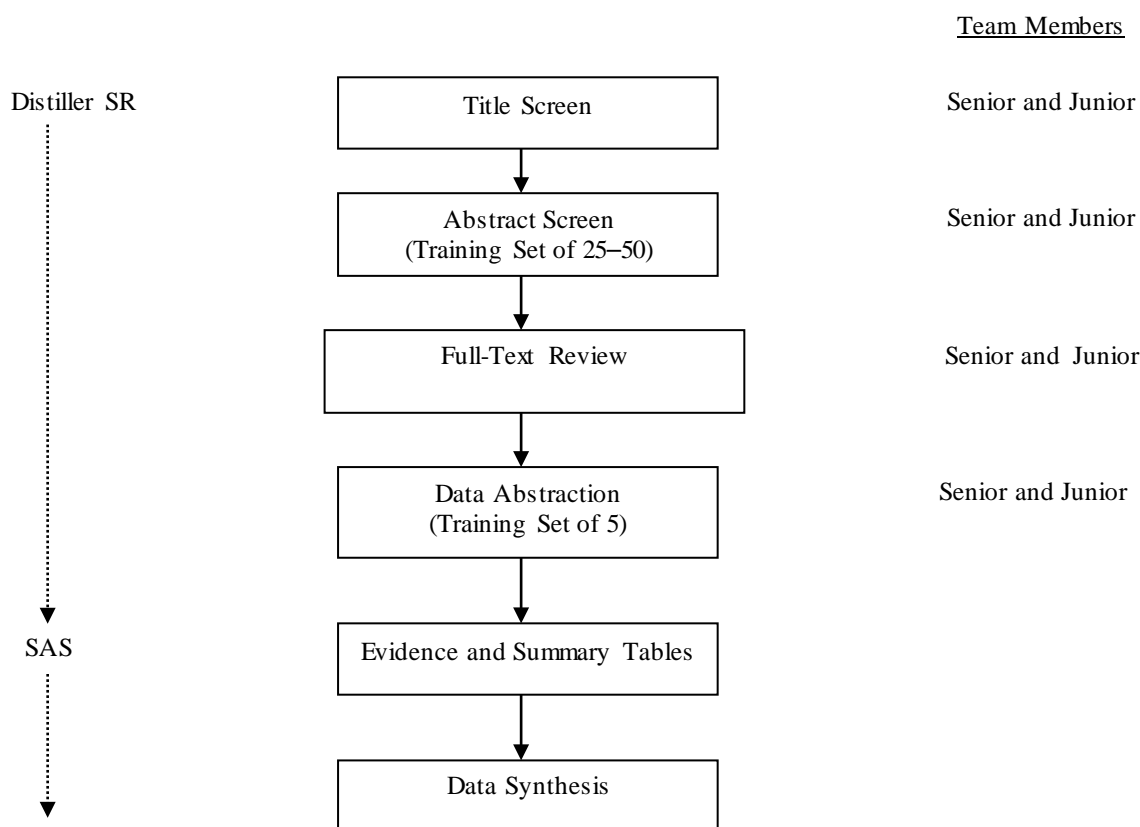 Team Members
Distiller SR
Title Screen
Senior and Junior
Abstract Screen
(Training Set of 25–50)
Senior and Junior
Full-Text Review
Senior and Junior
Data Abstraction
(Training Set of 5)
Senior and Junior
SAS
Evidence and Summary Tables
Data Synthesis